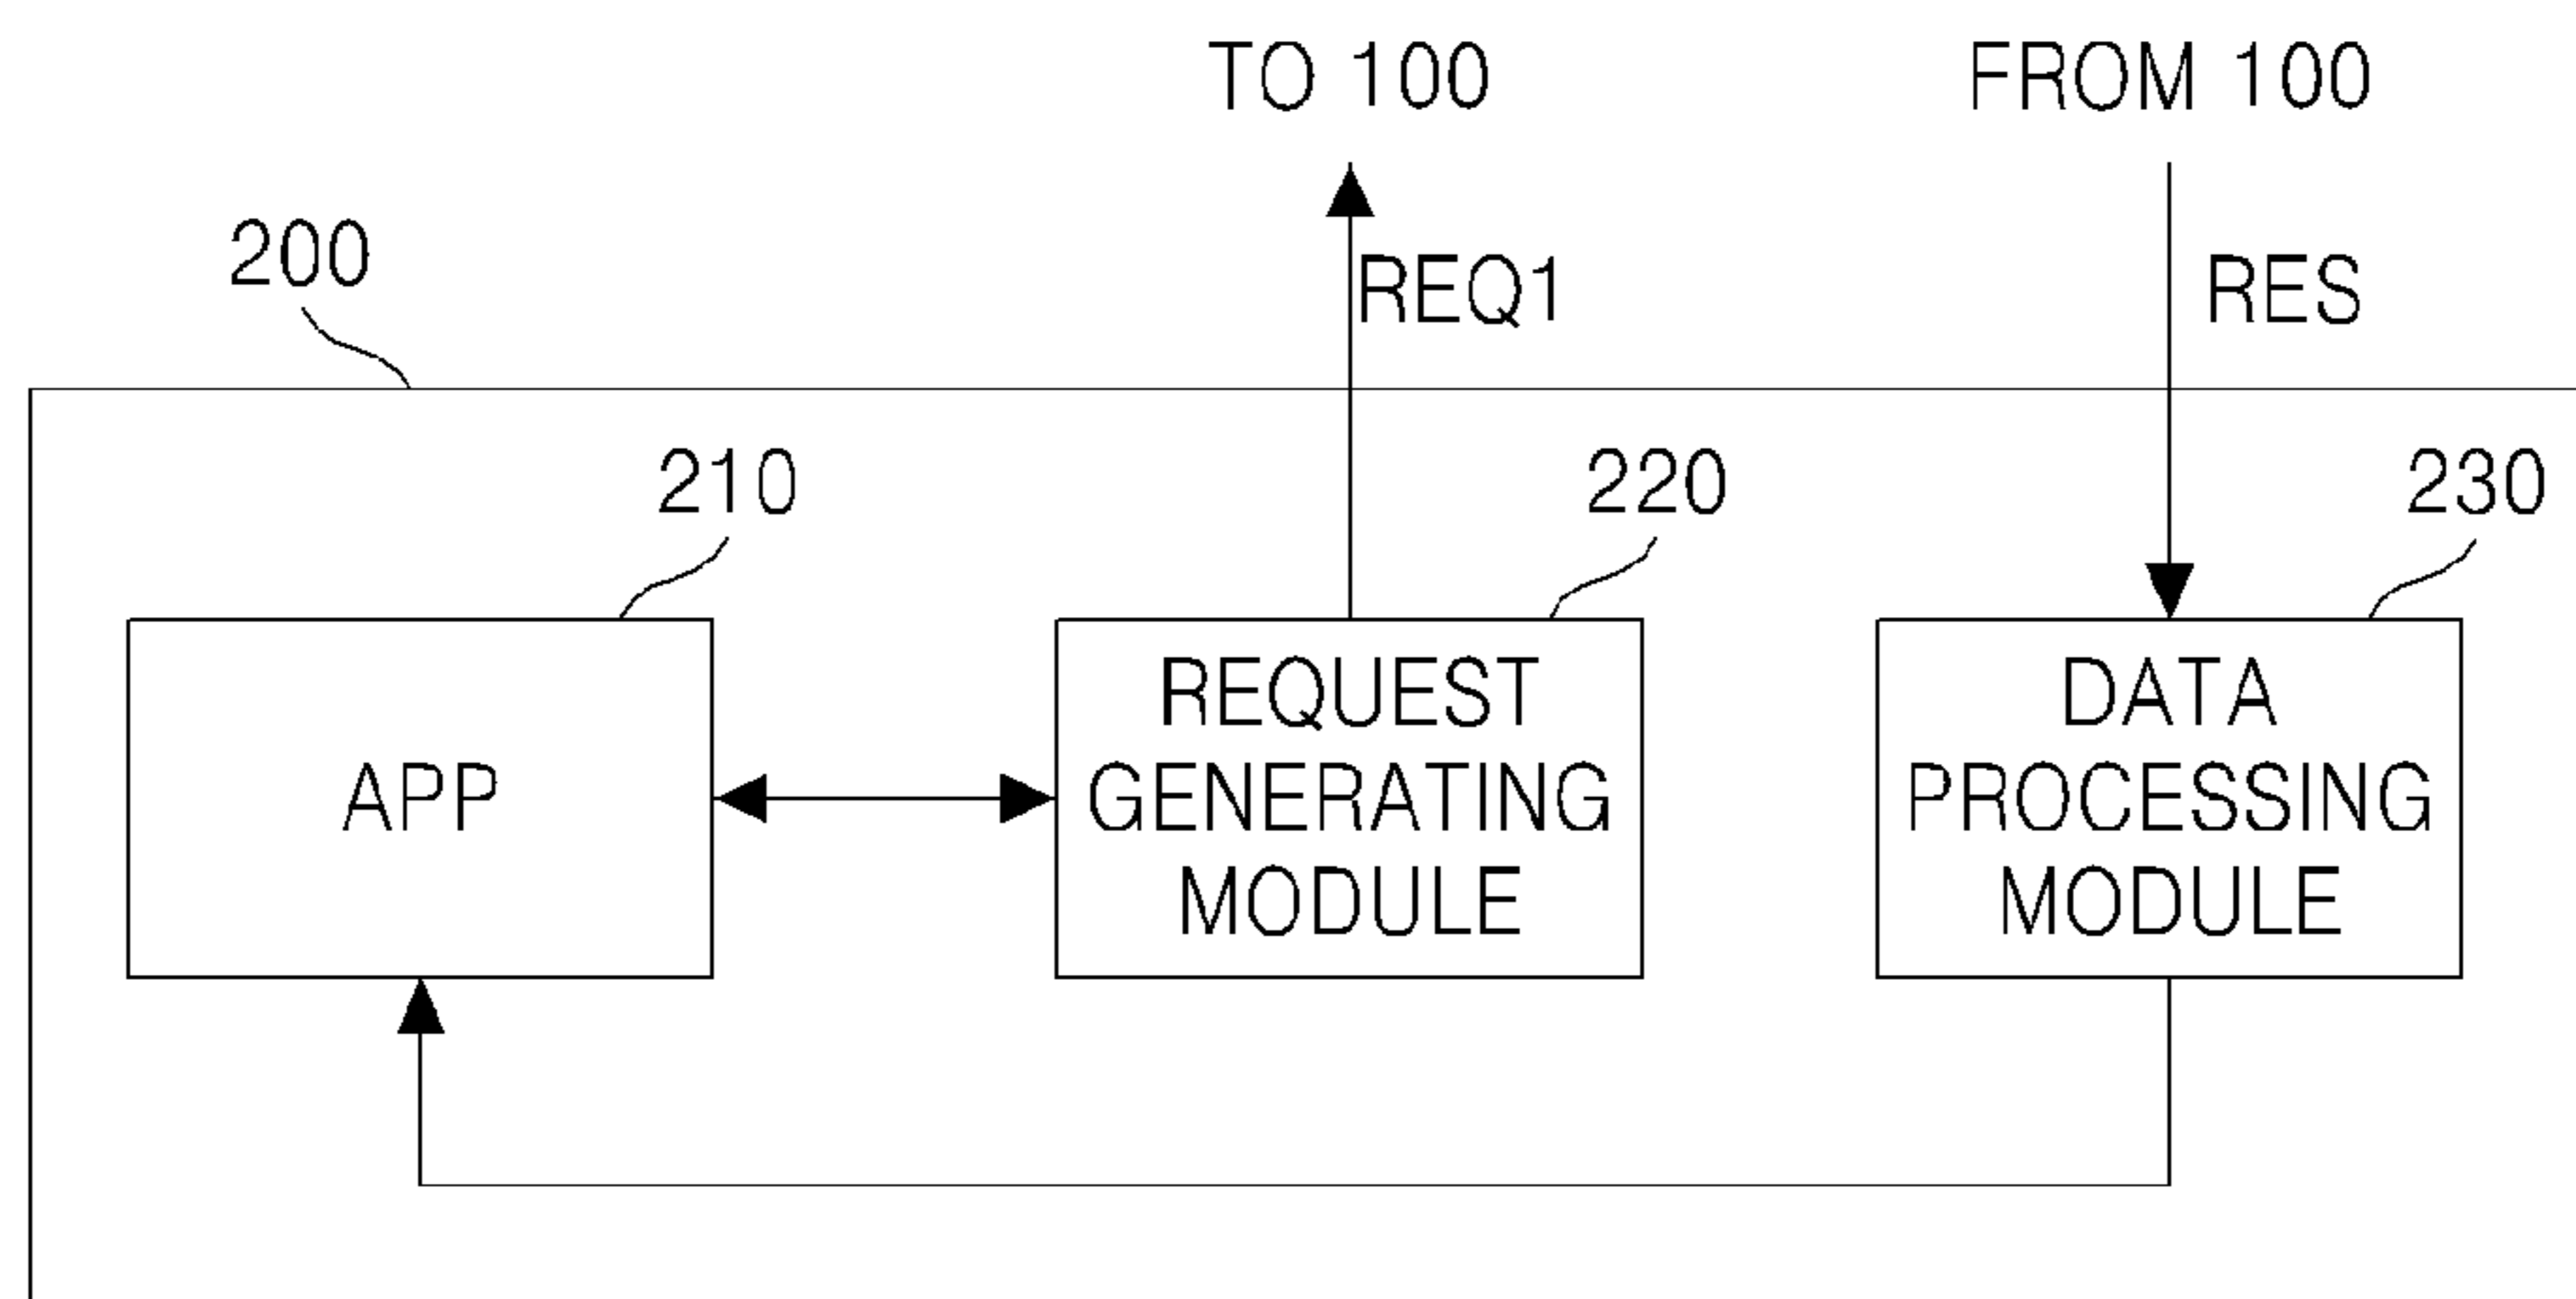 TO 100
FROM 100
200
REQ1
RES
210
220
230
APP
REQUEST
GENERATING
MODULE
DATA
PROCESSING
MODULE